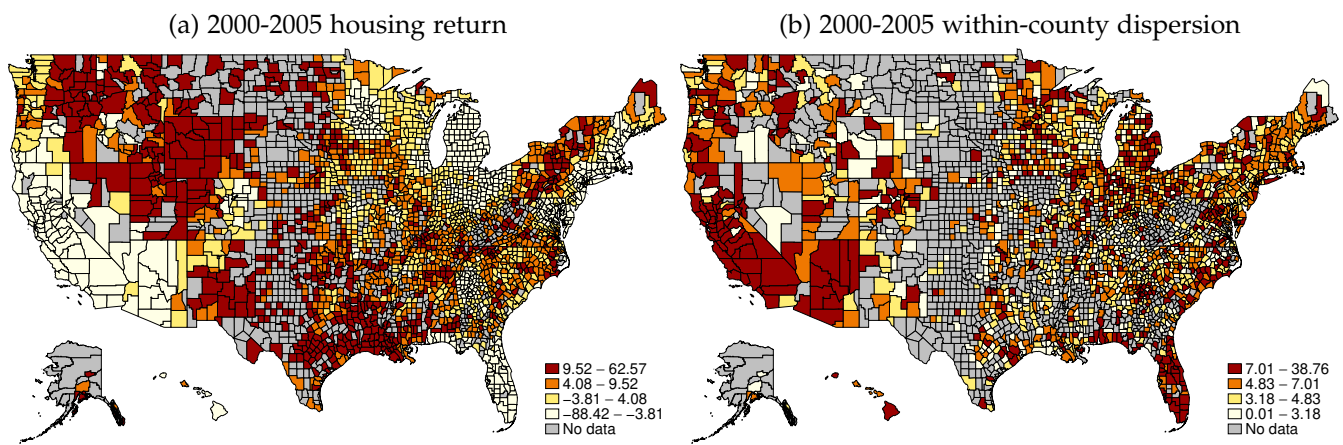 (a) 2000-2005 housing return
(b) 2000-2005 within-county dispersion
9.52 – 62.57
4.08 – 9.52
−3.81 – 4.08
−88.42 – −3.81
No data
7.01 – 38.76
4.83 – 7.01
3.18 – 4.83
0.01 – 3.18
No data